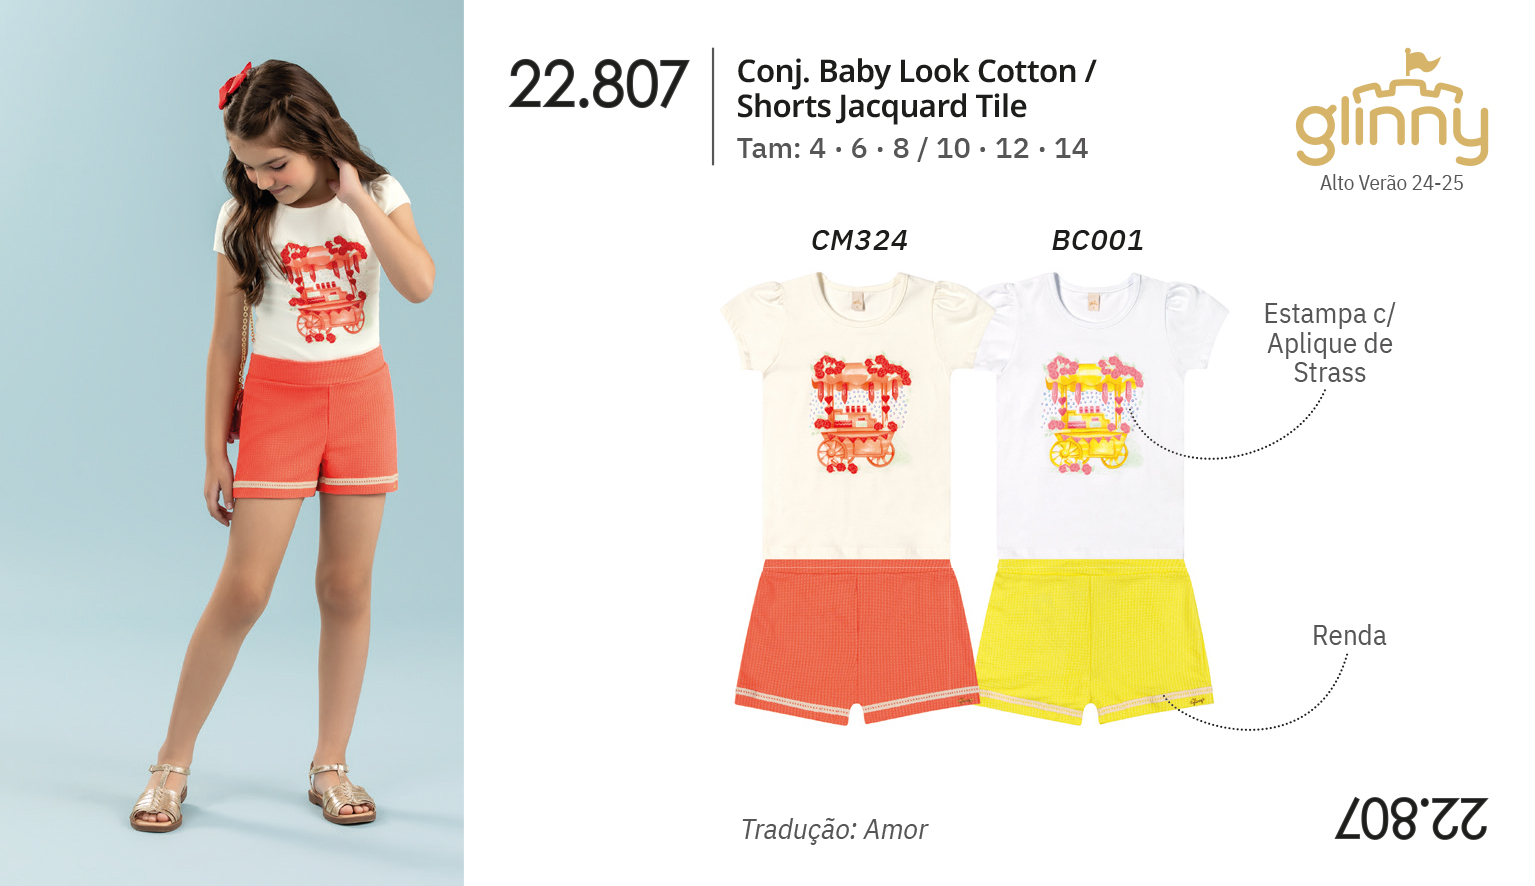 22.807
Conj. Baby Look Cotton /
Shorts Jacquard Tile
Tam: 4 · 6 · 8 / 10 · 12 · 14
glinny
Alto Verão 24-25
CM324
BC001
Estampa c/
Aplique de
Strass
Renda
Tradução: Amor
22.807